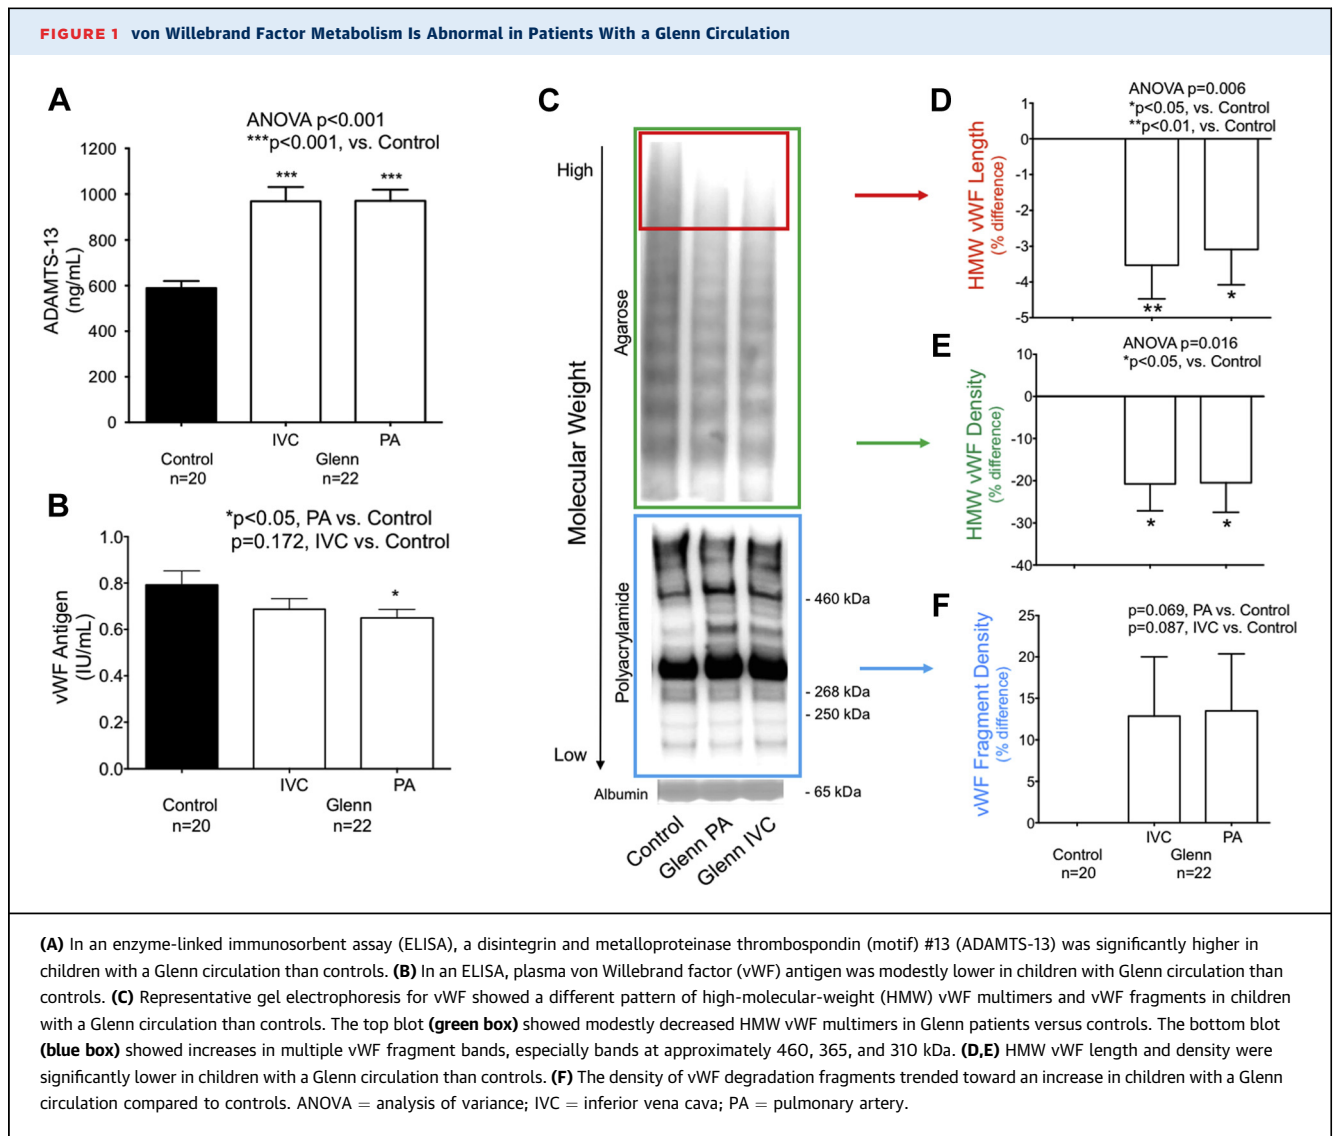 FIGURE 1 von Willebrand Factor Metabolism Is Abnormal in Patients With a Glenn Circulation
A
ANOVA p<0.001
***p<0.001, vs. Control
ADAMTS-13
(ng/mL)
1200
1000
800
600
400
200
0
***
***
IVC
PA
Control
n=20
Glenn
n=22
B
*p<0.05, PA vs. Control
p=0.172, IVC vs. Control
vWF Antigen
(IU/mL)
1.0
0.8
0.6
0.4
0.2
0.0
*
IVC
PA
Control
n=20
Glenn
n=22
C
High
Molecular Weight
Low
Agarose
Polyacrylamide
- 460 kDa
- 268 kDa
- 250 kDa
Albumin
- 65 kDa
Control
Glenn PA
Glenn IVC
D
ANOVA p=0.006
*p<0.05, vs. Control
**p<0.01, vs. Control
HMW vWF Length
(% difference)
1
0
-1
-2
-3
-4
-5
**
*
E
ANOVA p=0.016
*p<0.05, vs. Control
HMW vWF Density
(% difference)
10
0
-10
-20
-30
-40
*
*
F
p=0.069, PA vs. Control
p=0.087, IVC vs. Control
vWF Fragment Density
(% difference)
25
20
15
10
5
0
IVC
PA
Control
n=20
Glenn
n=22
(A) In an enzyme-linked immunosorbent assay (ELISA), a disintegrin and metalloproteinase thrombospondin (motif) #13 (ADAMTS-13) was significantly higher in
children with a Glenn circulation than controls. (B) In an ELISA, plasma von Willebrand factor (vWF) antigen was modestly lower in children with Glenn circulation than
controls. (C) Representative gel electrophoresis for vWF showed a different pattern of high-molecular-weight (HMW) vWF multimers and vWF fragments in children
with a Glenn circulation than controls. The top blot (green box) showed modestly decreased HMW vWF multimers in Glenn patients versus controls. The bottom blot
(blue box) showed increases in multiple vWF fragment bands, especially bands at approximately 460, 365, and 310 kDa. (D,E) HMW vWF length and density were
significantly lower in children with a Glenn circulation than controls. (F) The density of vWF degradation fragments trended toward an increase in children with a Glenn
circulation compared to controls. ANOVA = analysis of variance; IVC = inferior vena cava; PA = pulmonary artery.